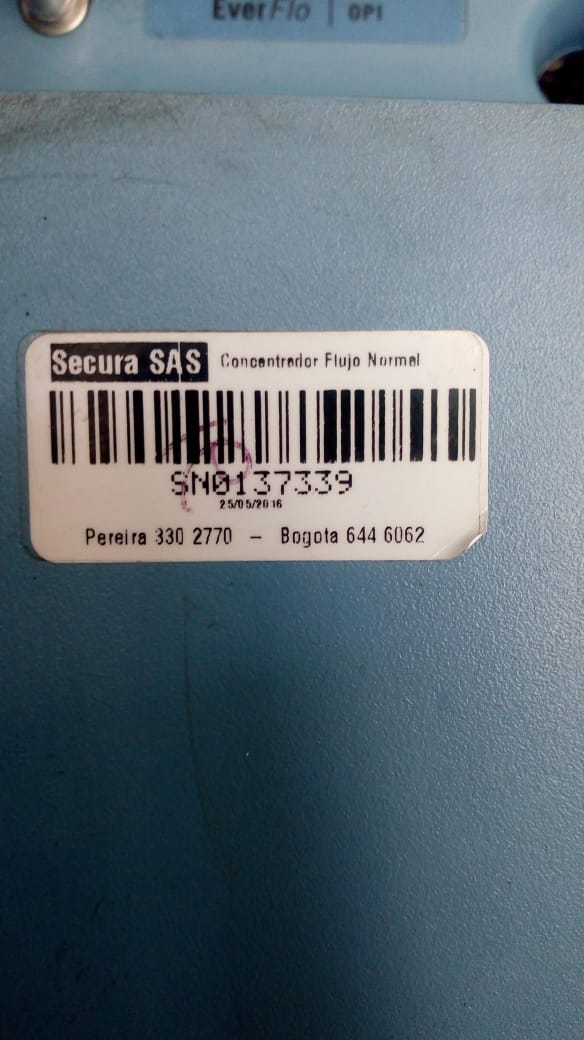 EverFlo | OPI
Secura SAS Concentrador Flujo Normal
SN0137339
25/05/2016
Pereira 330 2770 – Bogota 644 6062